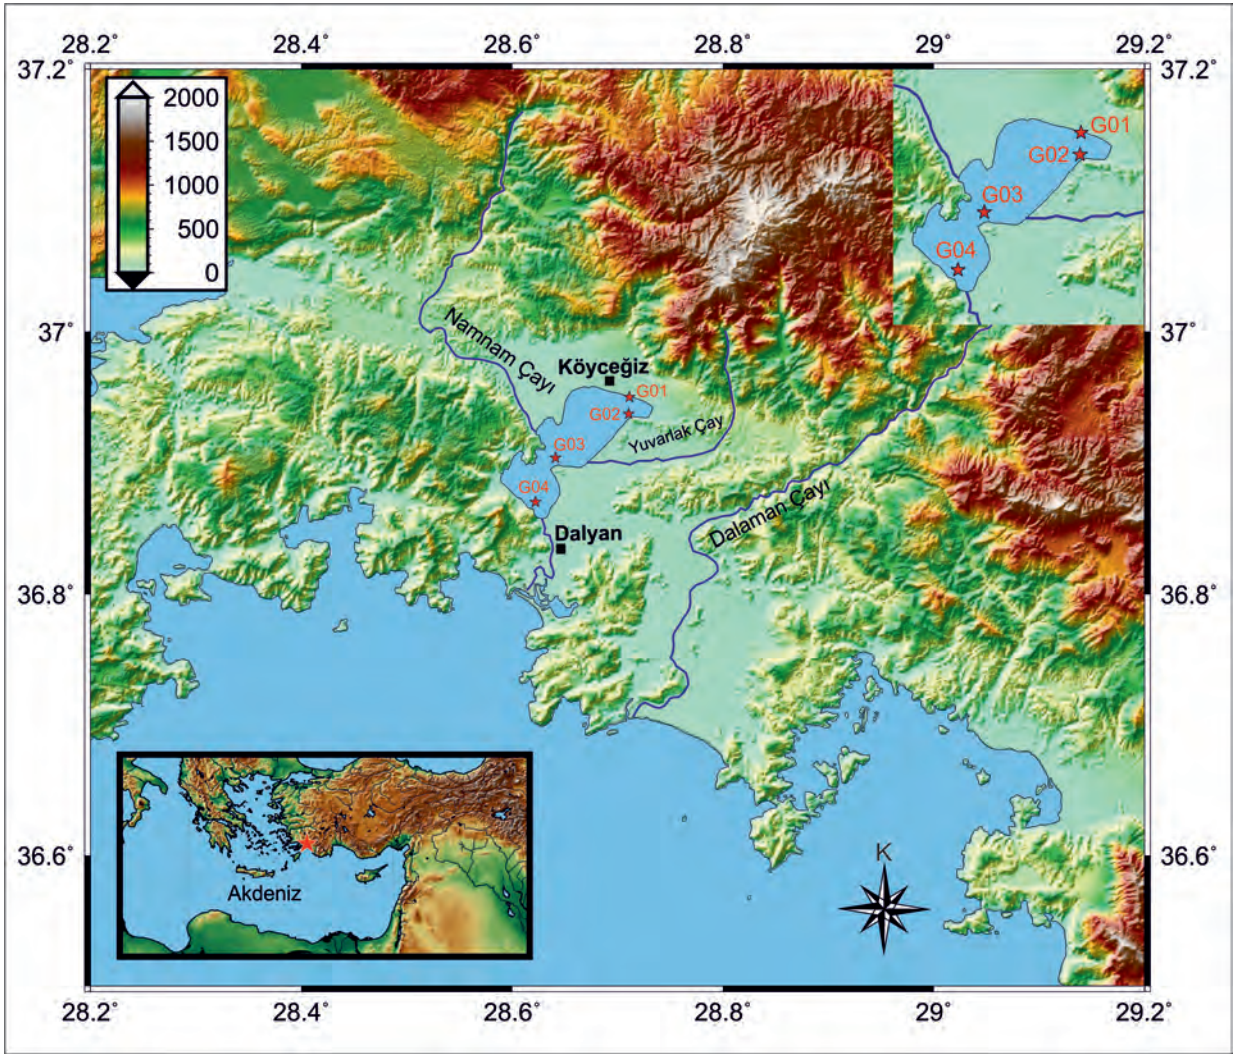 28.2˚ 28.4˚ 28.6˚ 28.8˚ 29˚ 29.2˚
37.2˚ 37.2˚
2000
1500
1000
500
0
G01
G02
G03
G04
37˚ 37˚
Namnam Çayı
Köyceğiz
G01
G02
Yuvarlak Çay
G03
G04
Dalaman Çayı
Dalyan
36.8˚ 36.8˚
36.6˚ 36.6˚
Akdeniz
K
28.2˚ 28.4˚ 28.6˚ 28.8˚ 29˚ 29.2˚